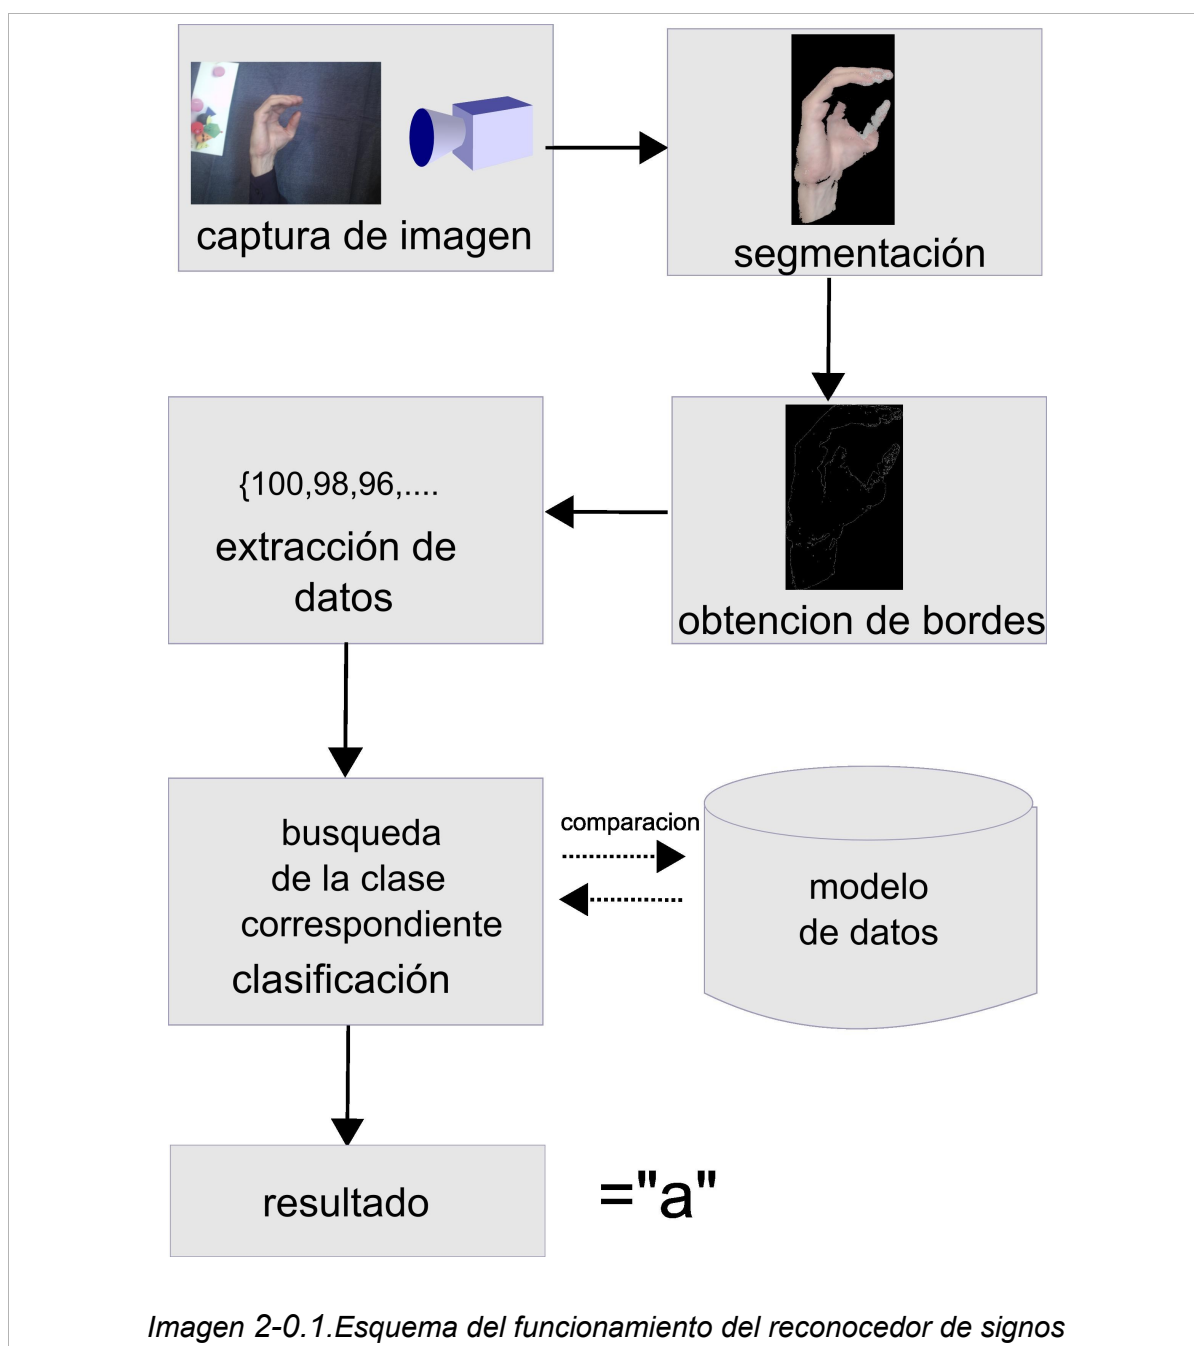 captura de imagen
segmentación
{100,98,96,....
extracción de
datos
obtencion de bordes
busqueda
de la clase
correspondiente
clasificación
comparacion
modelo
de datos
resultado
="a"
Imagen 2-0.1.Esquema del funcionamiento del reconocedor de signos